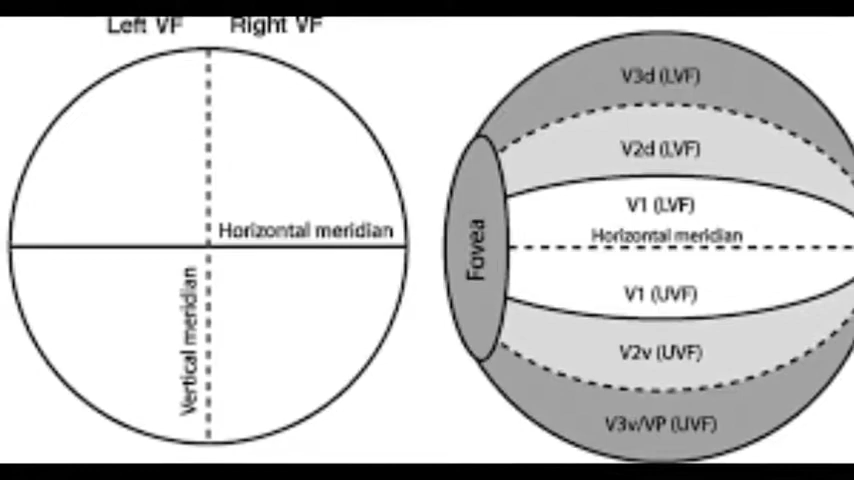 Left VF
Right VF
Horizontal meridian
Vertical meridian
Fovea
V3d (LVF)
V2d (LVF)
V1 (LVF)
Horizontal meridian
V1 (UVF)
V2v (UVF)
V3v/VP (UVF)